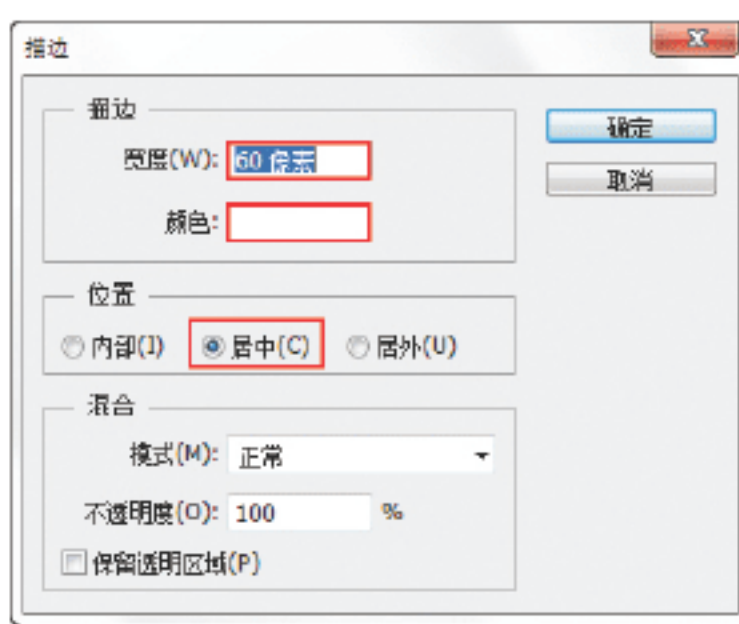 描边
描边
宽度(W): 60 像素
确定
取消
颜色:
位置
内部(I) 居中(C) 居外(U)
混合
模式(M): 正常
不透明度(O): 100 %
保留透明区域(P)